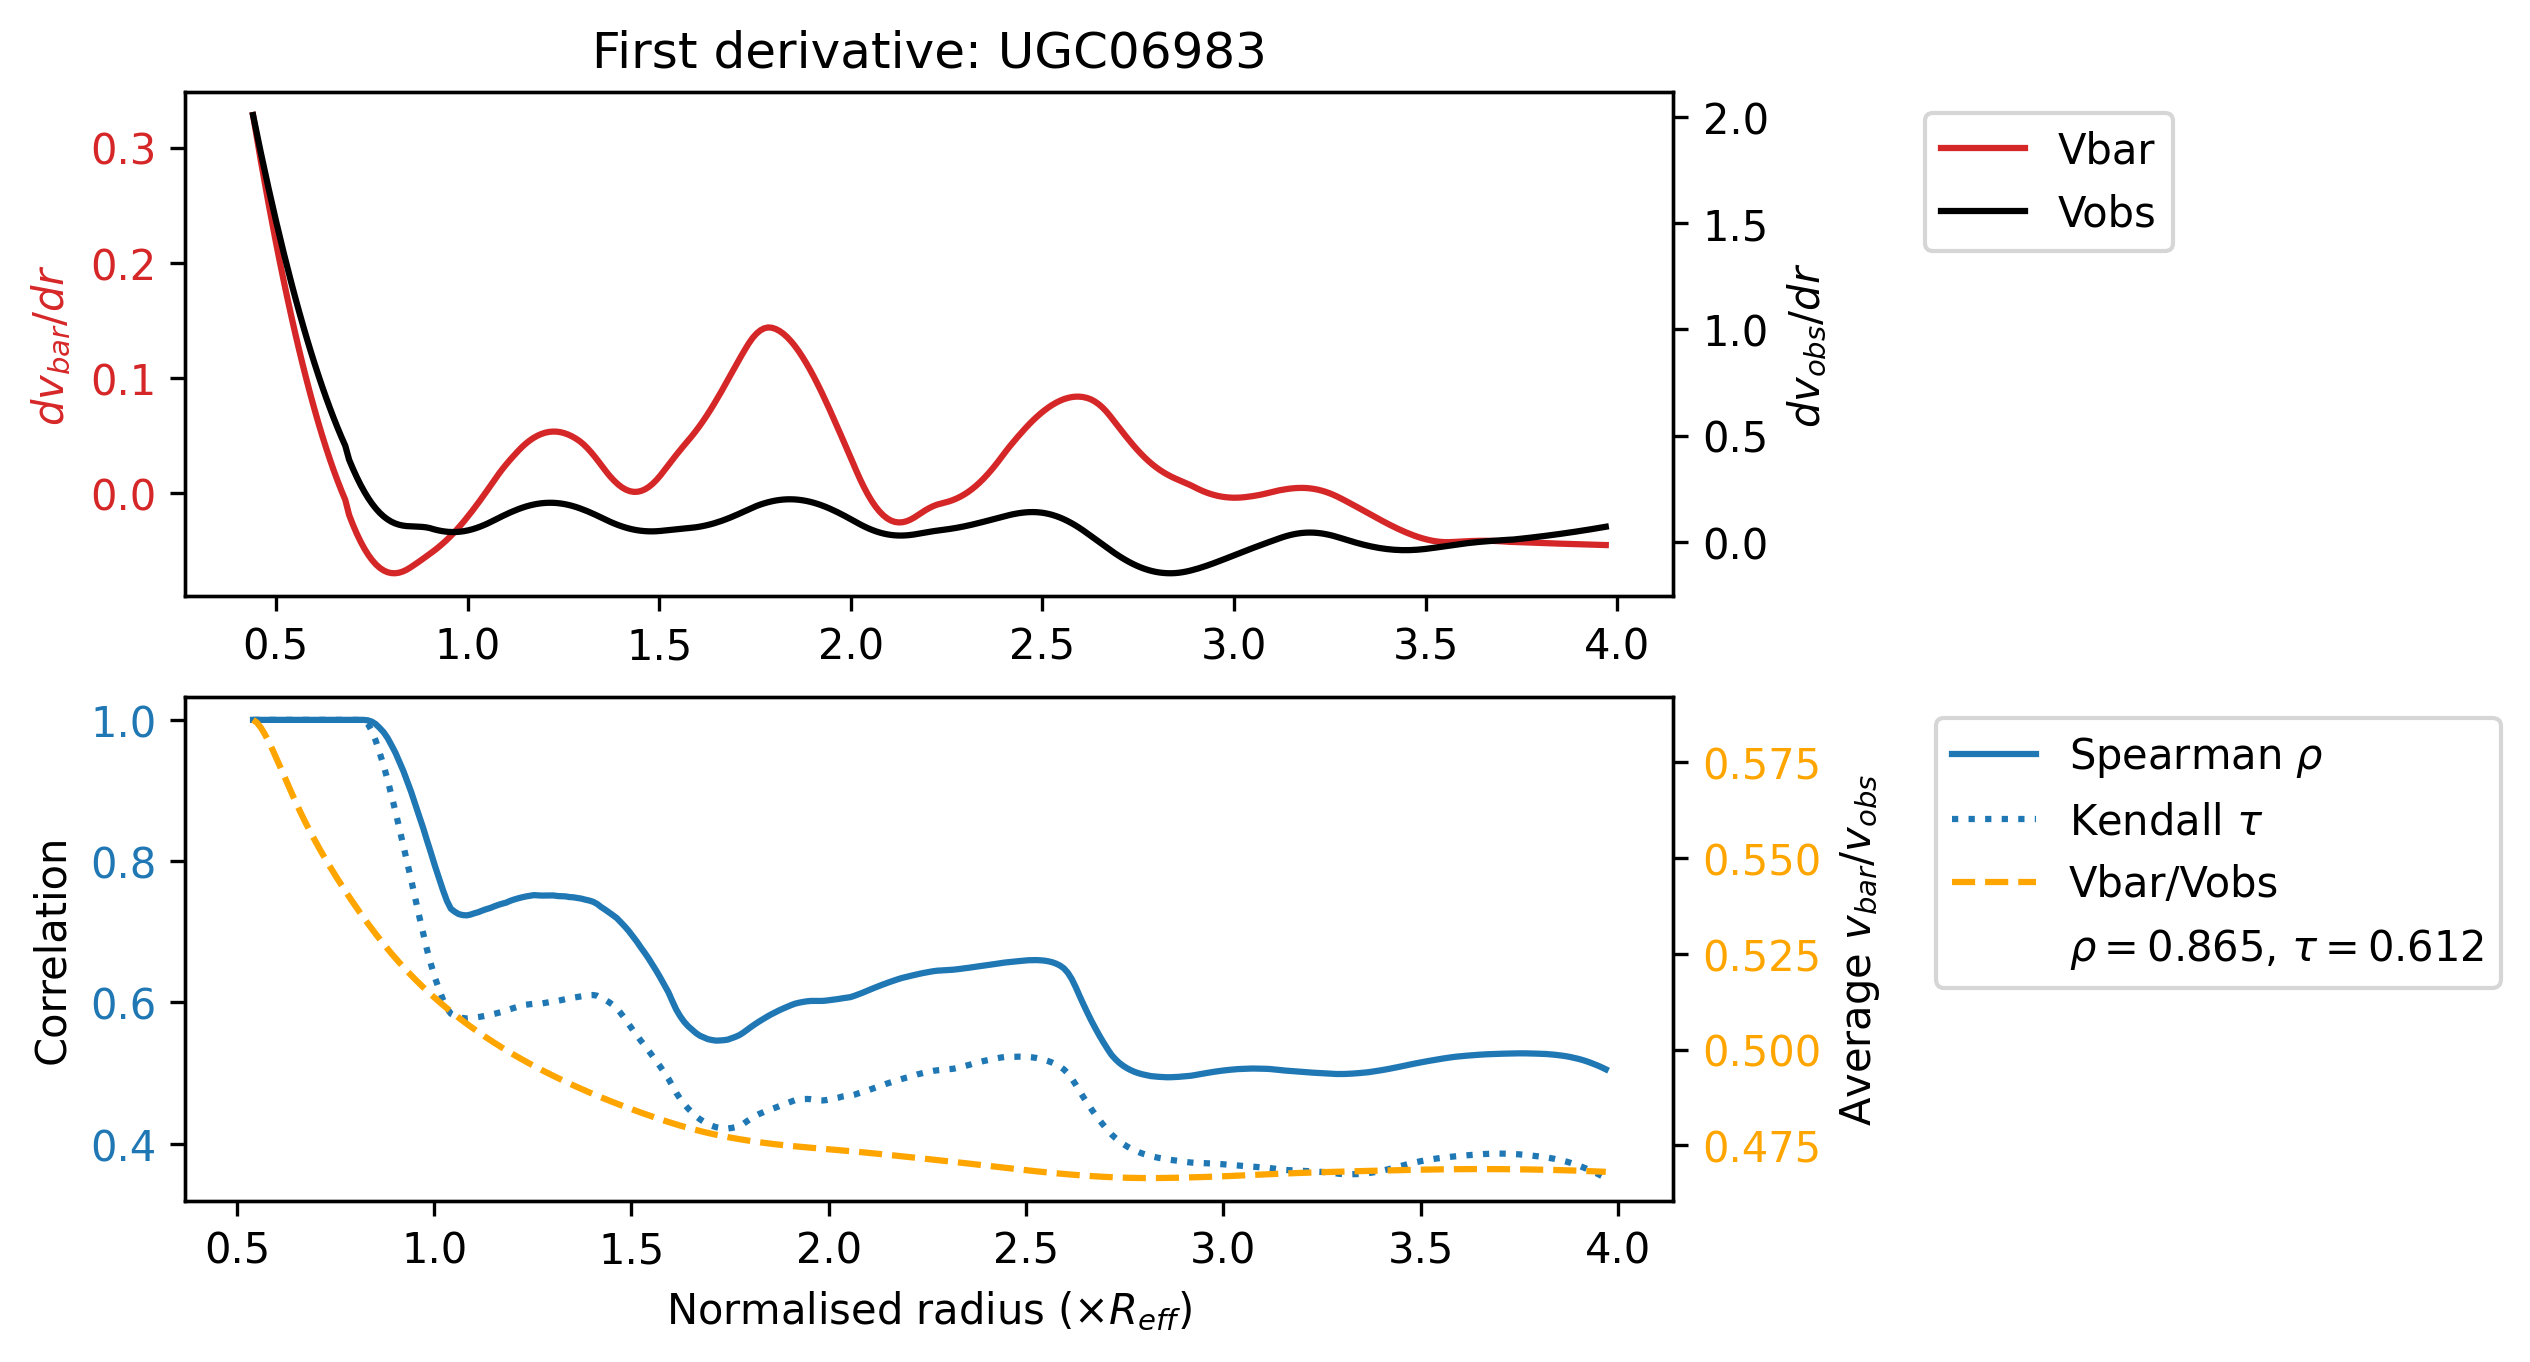 First derivative: UGC06983
0.3
0.2
0.1
0.0
dv_bar/dr
2.0
1.5
1.0
0.5
0.0
dv_obs/dr
Vbar
Vobs
0.5 1.0 1.5 2.0 2.5 3.0 3.5 4.0
1.0
0.8
0.6
0.4
Correlation
0.575
0.550
0.525
0.500
0.475
Average v_bar/v_obs
Spearman ρ
Kendall τ
Vbar/Vobs
ρ = 0.865, τ = 0.612
0.5 1.0 1.5 2.0 2.5 3.0 3.5 4.0
Normalised radius (×R_eff)